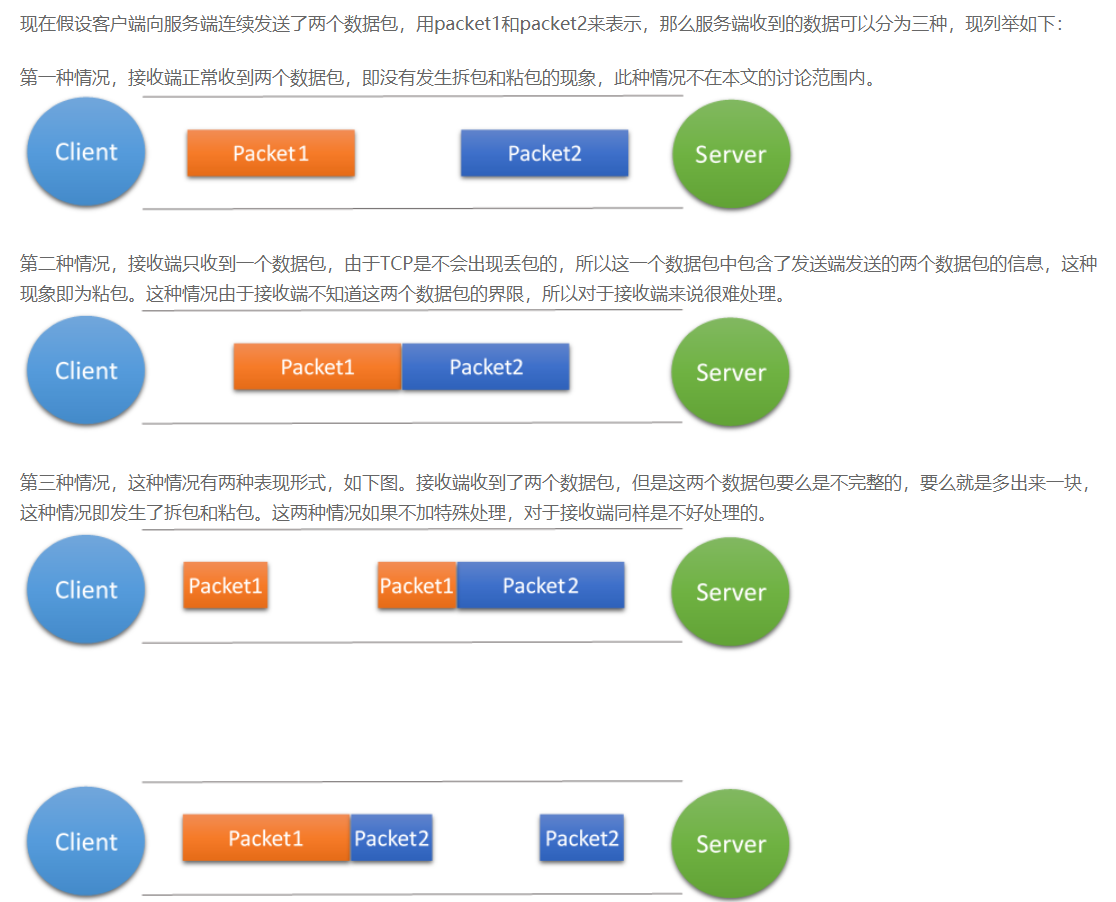 现在假设客户端向服务端连续发送了两个数据包，用packet1和packet2来表示，那么服务端收到的数据可以分为三种，现列举如下：
第一种情况，接收端正常收到两个数据包，即没有发生拆包和粘包的现象，此种情况不在本文的讨论范围内。
Client Packet1 Packet2 Server
第二种情况，接收端只收到一个数据包，由于TCP是不会出现丢包的，所以这一个数据包中包含了发送端发送的两个数据包的信息，这种
现象即为粘包。这种情况由于接收端不知道这两个数据包的界限，所以对于接收端来说很难处理。
Client Packet1 Packet2 Server
第三种情况，这种情况有两种表现形式，如下图。接收端收到了两个数据包，但是这两个数据包要么是不完整的，要么就是多出来一块，
这种情况即发生了拆包和粘包。这两种情况如果不加特殊处理，对于接收端同样是不好处理的。
Client Packet1 Packet1 Packet2 Server
Client Packet1 Packet2 Packet2 Server